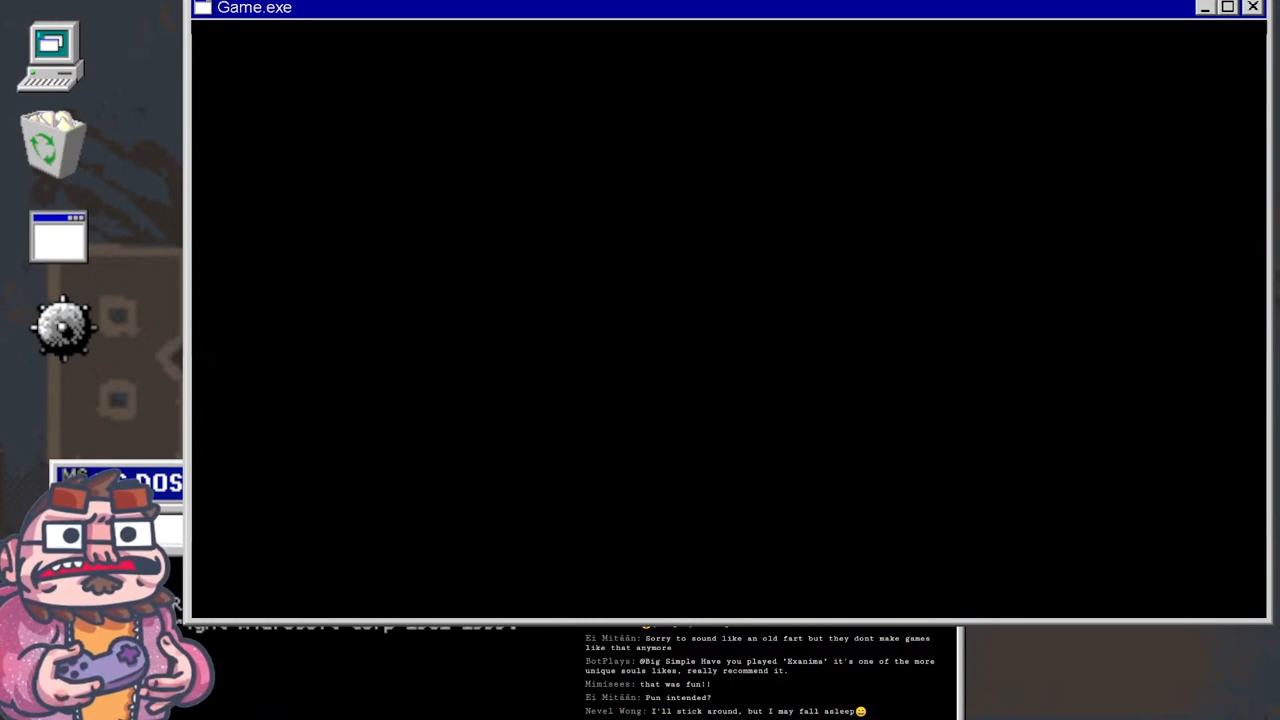 Game.exe
DOS
Ei Mitään: Sorry to sound like an old fart but they dont make games
like that anymore
BotPlays: @Big Simple Have you played 'Exanima' it's one of the more
unique souls likes, really recommend it.
Mimisees: that was fun!!
Ei Mitään: Pun intended?
Nevel Wong: I'll stick around, but I may fall asleep😄